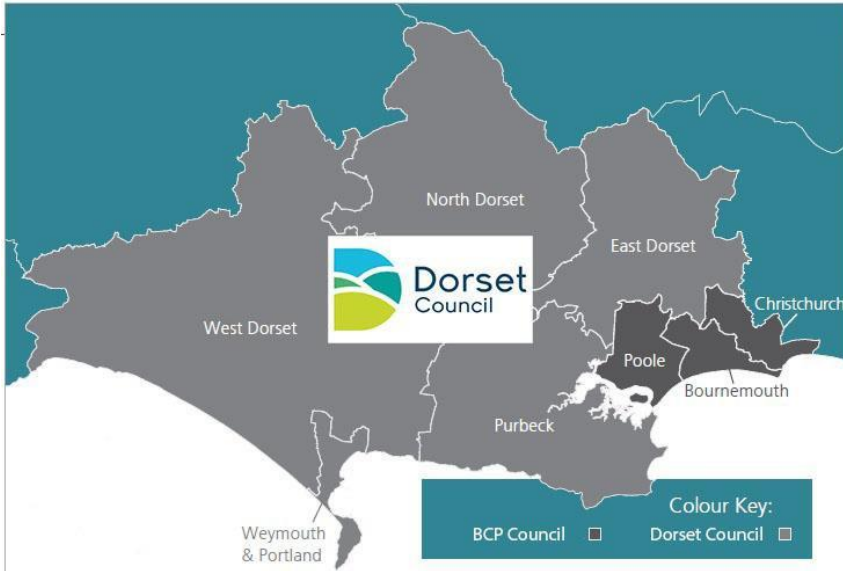 North Dorset
East Dorset
Dorset
Council
Christchurch
West Dorset
Poole
Bournemouth
Purbeck
Weymouth
& Portland
Colour Key:
BCP Council Dorset Council